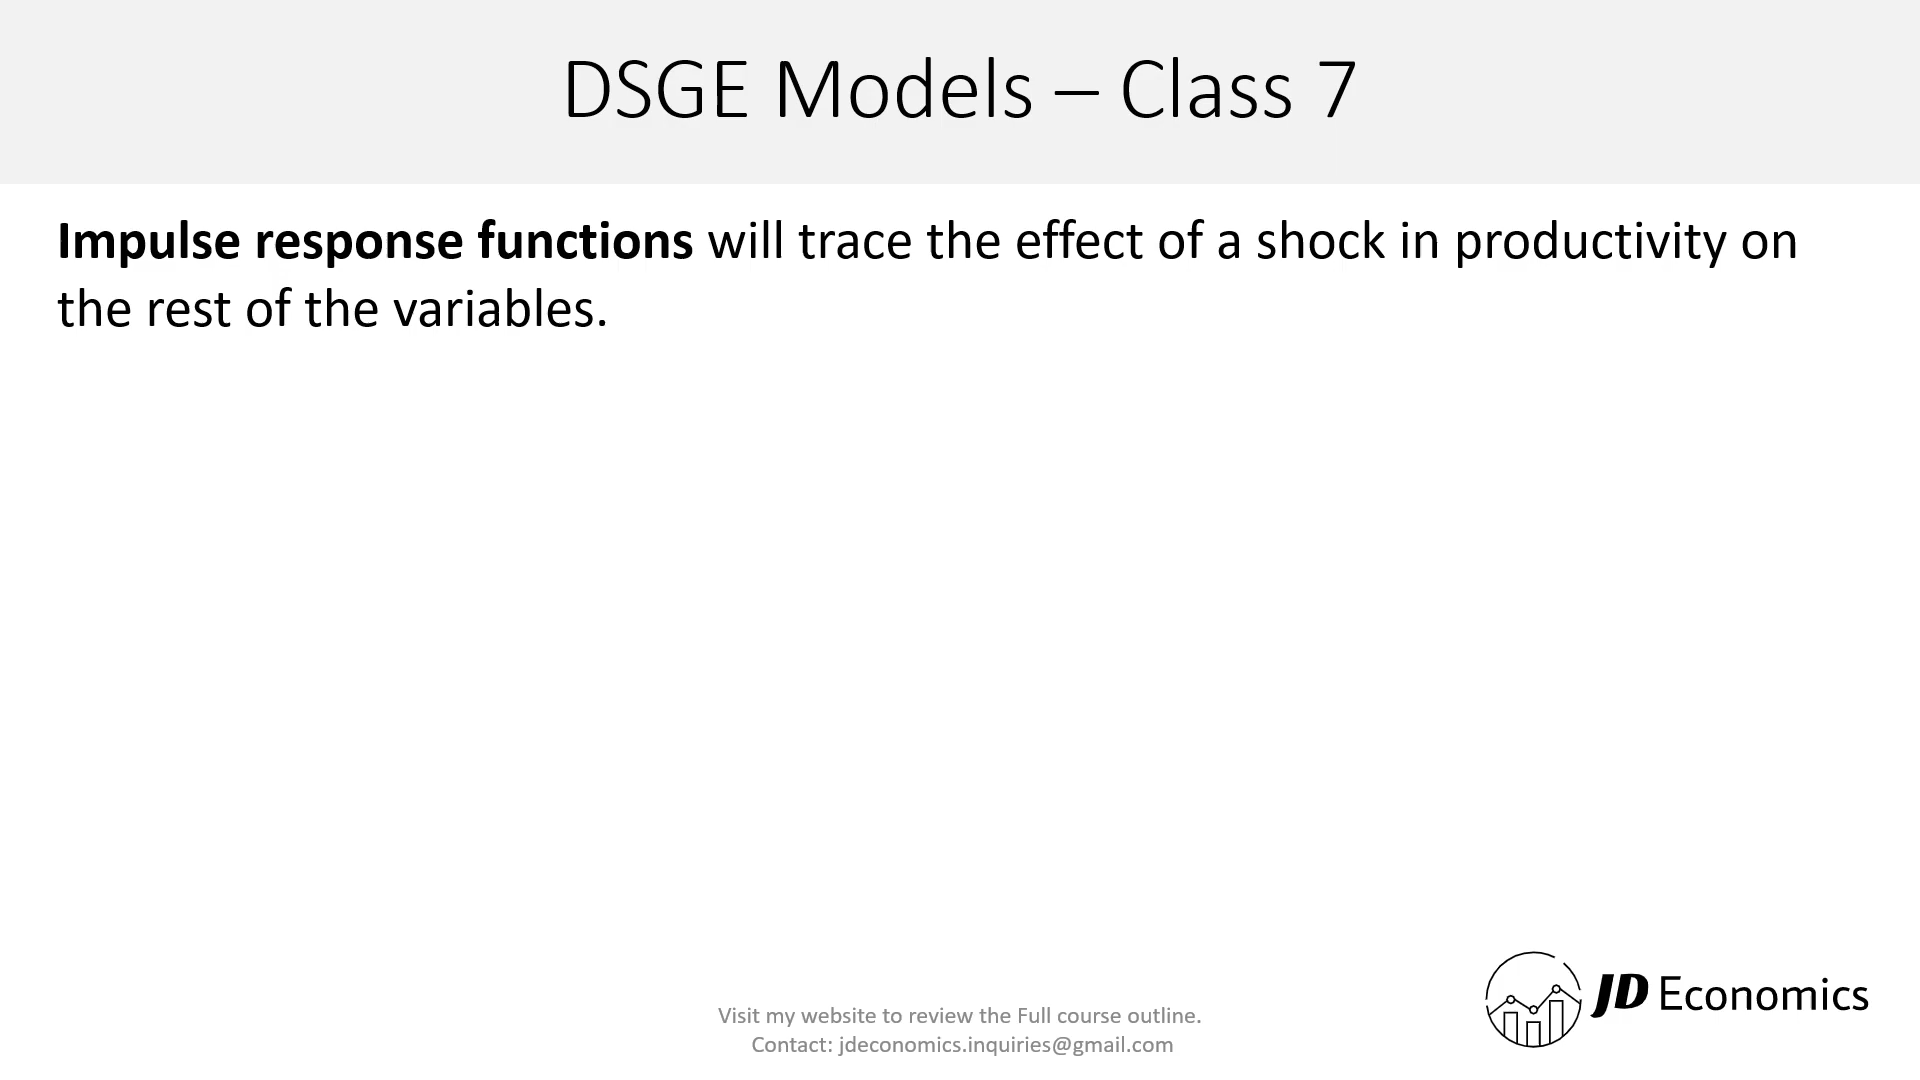 DSGE Models – Class 7
Impulse response functions will trace the effect of a shock in productivity on
the rest of the variables.
Visit my website to review the Full course outline.
Contact: jdeconomics.inquiries@gmail.com
JD Economics